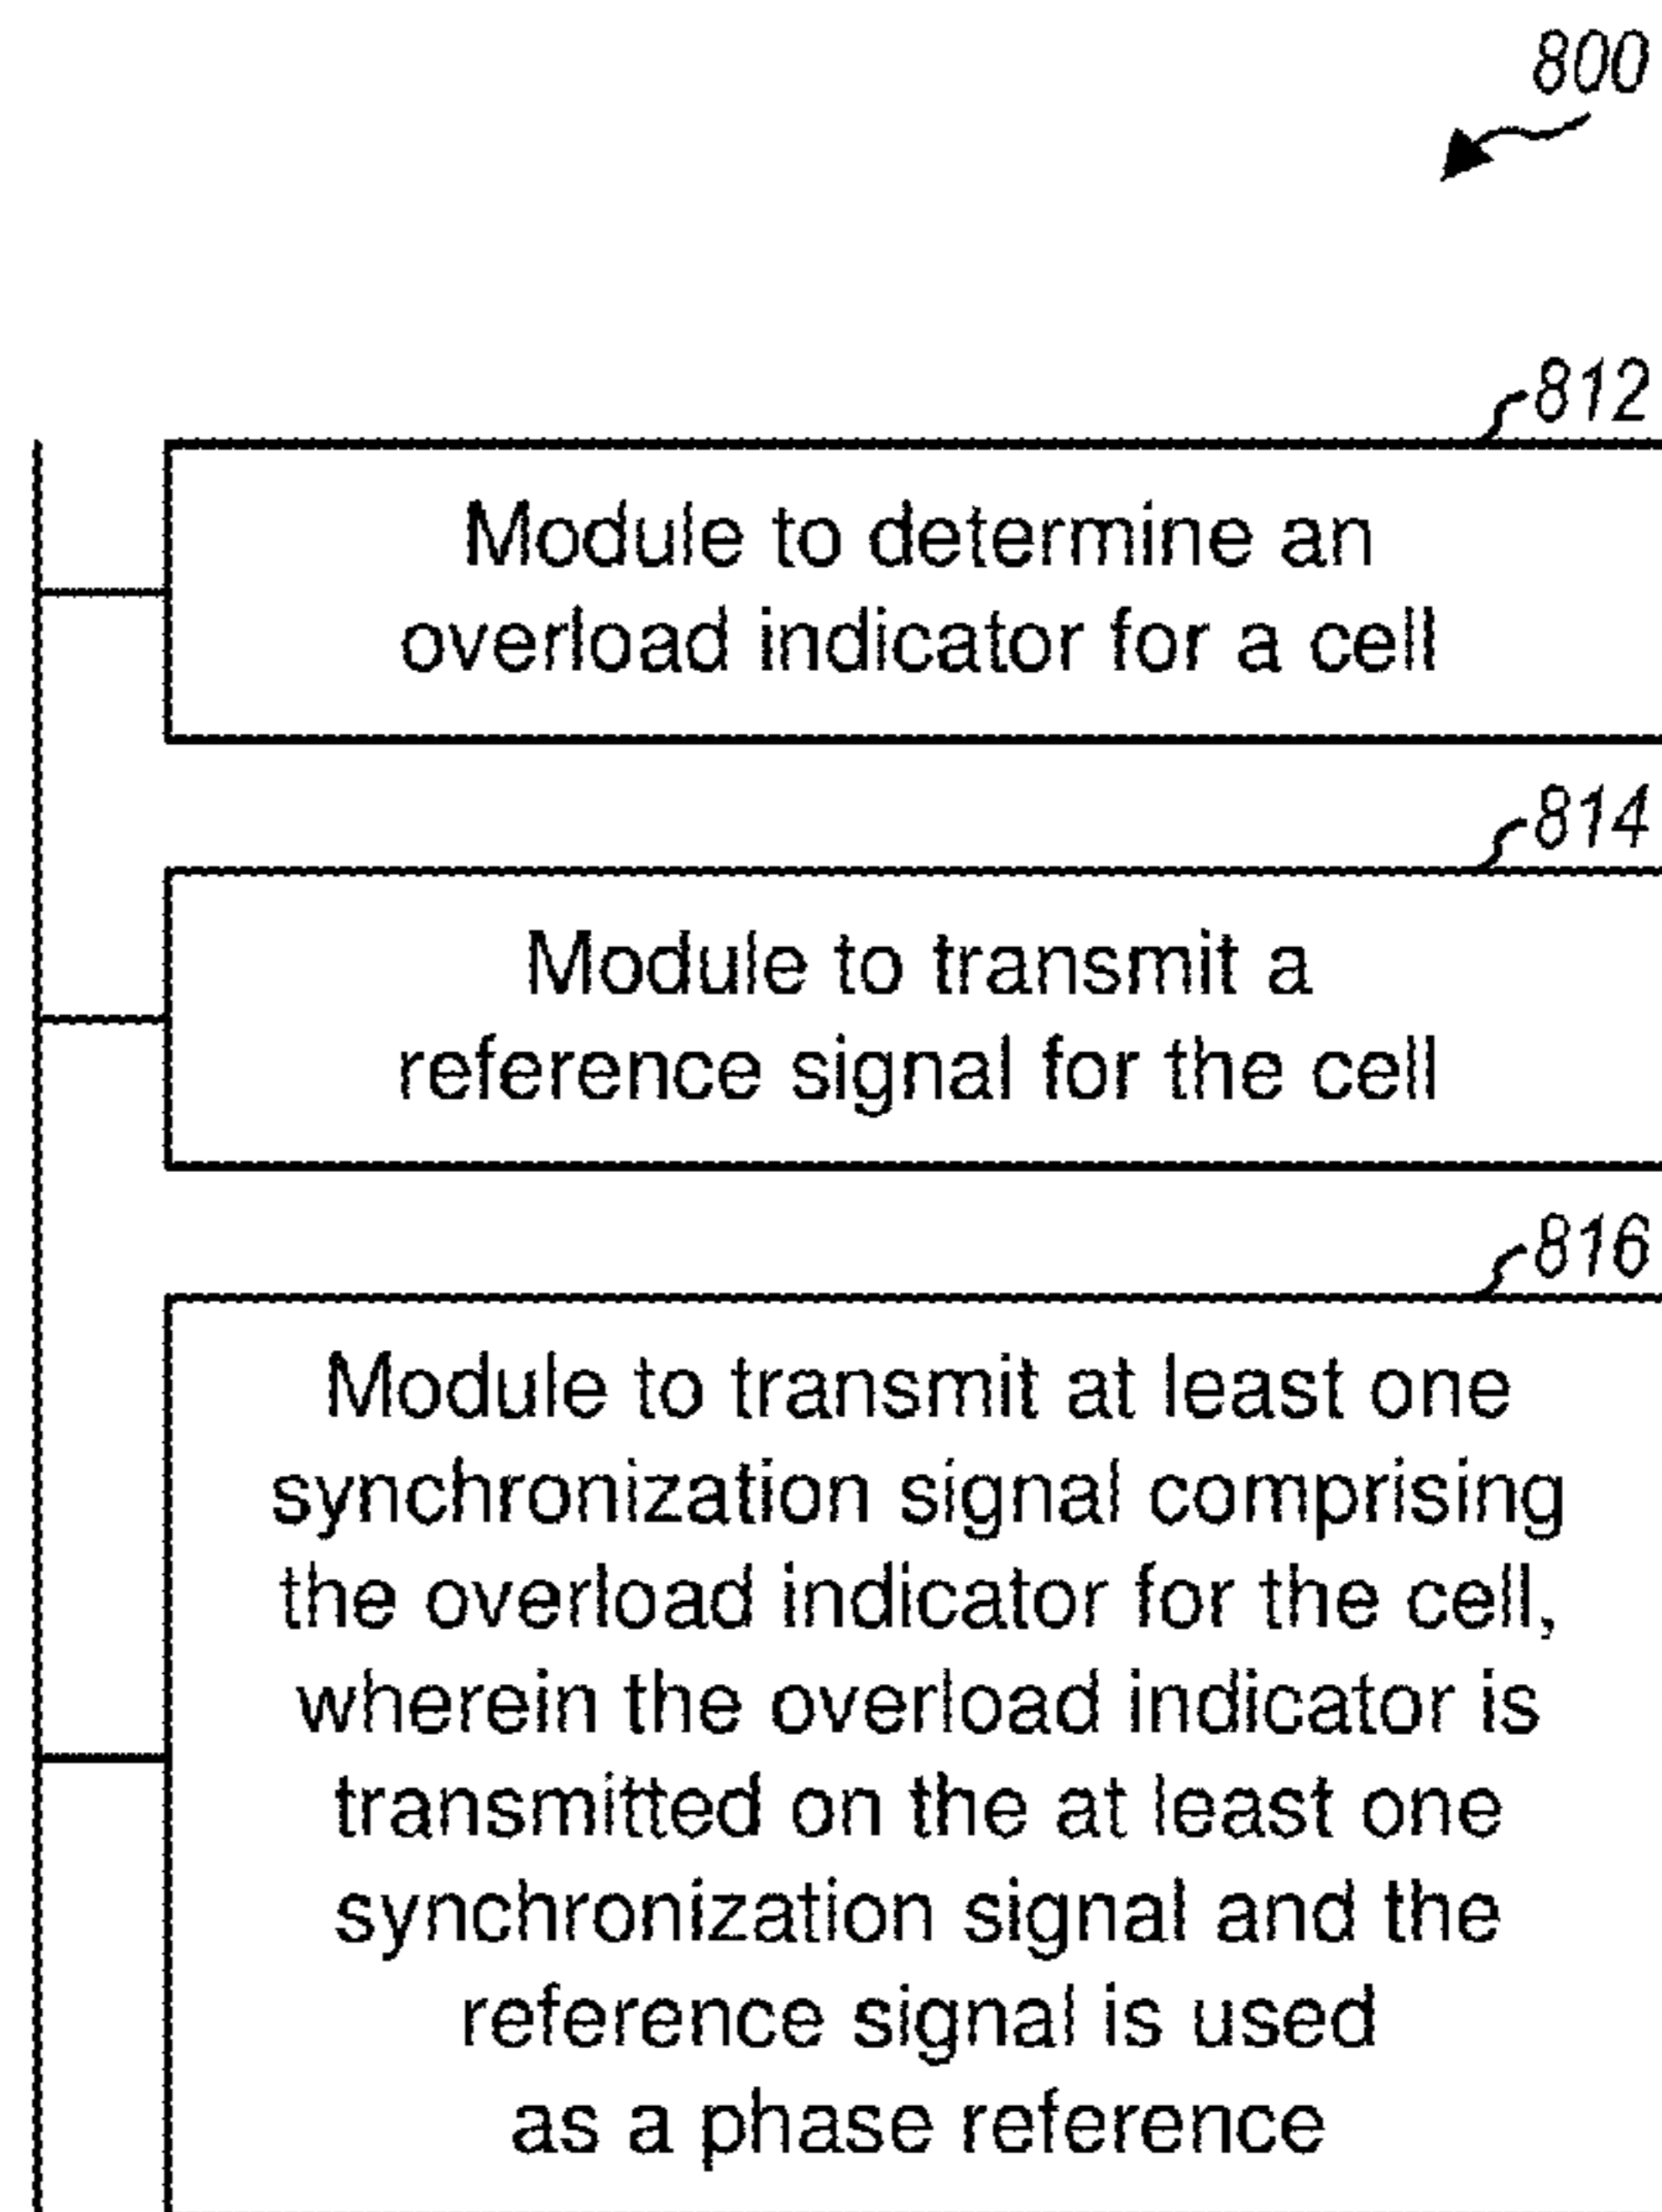 800
812
Module to determine an
overload indicator for a cell
814
Module to transmit a
reference signal for the cell
816
Module to transmit at least one
synchronization signal comprising
the overload indicator for the cell,
wherein the overload indicator is
transmitted on the at least one
synchronization signal and the
reference signal is used
as a phase reference